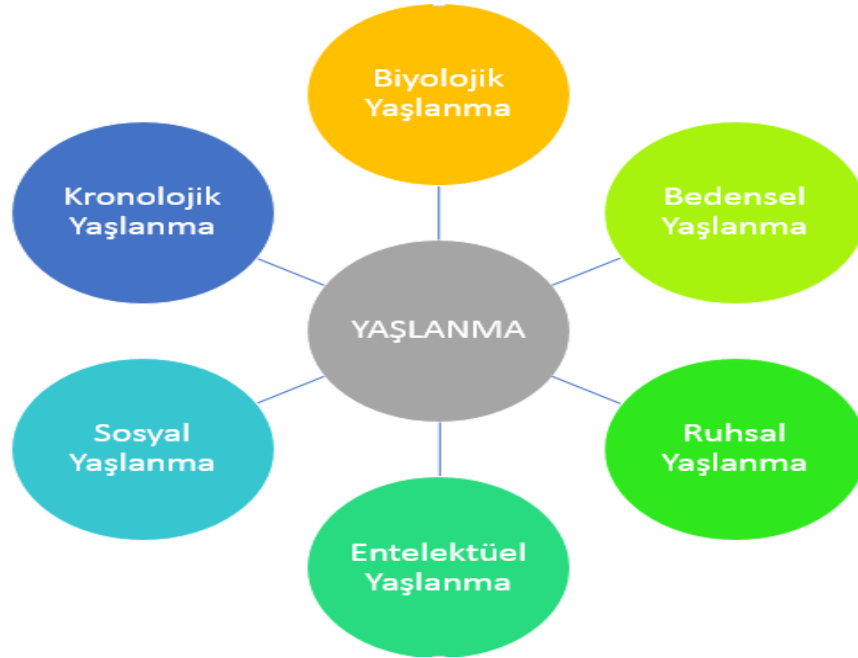 Biyolojik
Yaşlanma
Kronolojik
Yaşlanma
Bedensel
Yaşlanma
YAŞLANMA
Sosyal
Yaşlanma
Ruhsal
Yaşlanma
Entelektüel
Yaşlanma